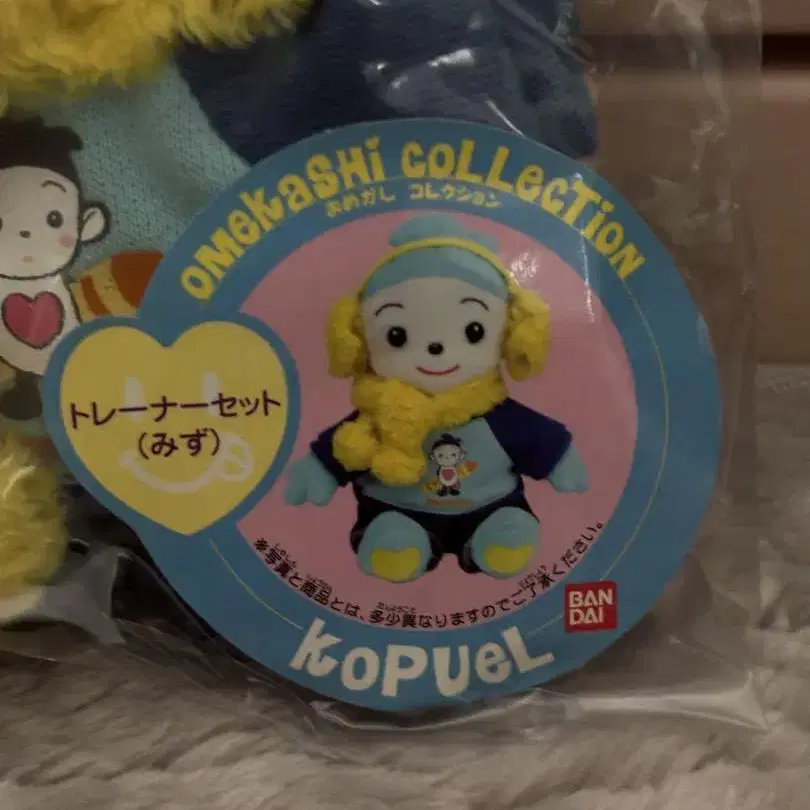 OMEKASHI COLLECTION
おめかし コレクション
トレーナーセット
(みず)
※写真と商品とは、多少異なりますのでご了承ください。
BAN
DAI
KOPUEL